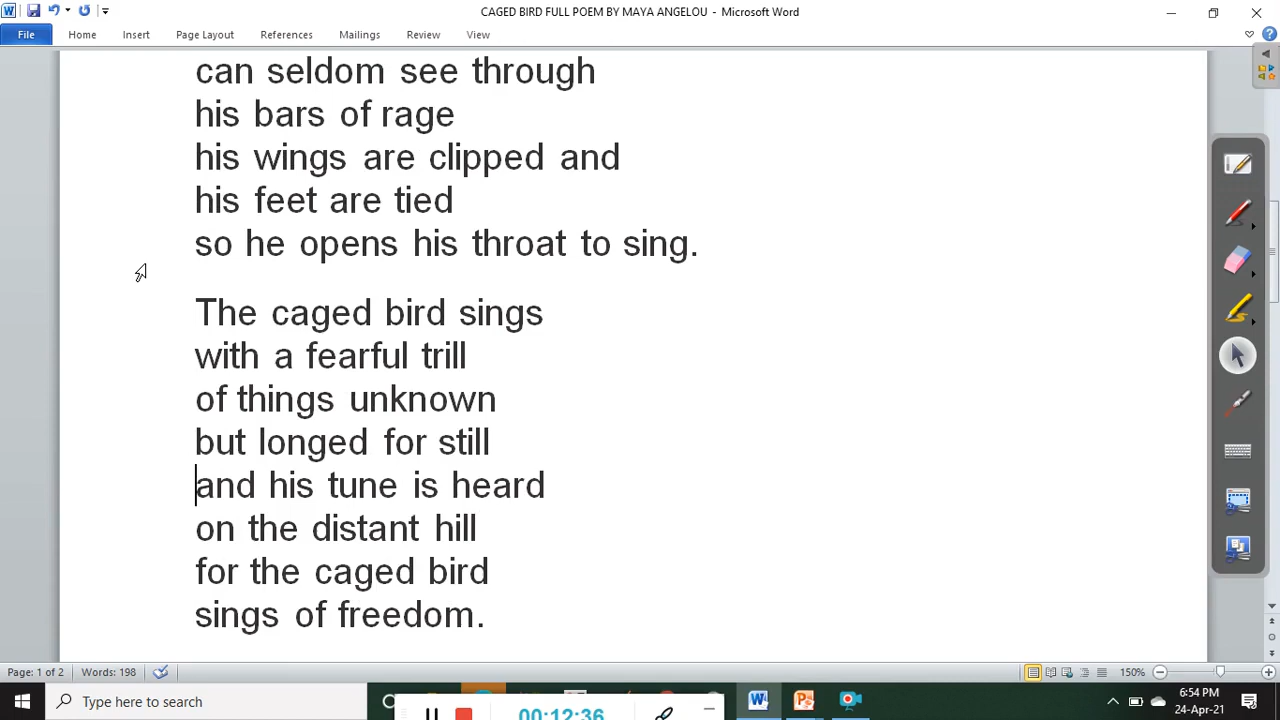 CAGED BIRD FULL POEM BY MAYA ANGELOU - Microsoft Word
File Home Insert Page Layout References Mailings Review View
can seldom see through
his bars of rage
his wings are clipped and
his feet are tied
so he opens his throat to sing.
The caged bird sings
with a fearful trill
of things unknown
but longed for still
and his tune is heard
on the distant hill
for the caged bird
sings of freedom.
Page: 1 of 2 Words: 198 150%
Type here to search
00:12:36
6:54 PM
24-Apr-21